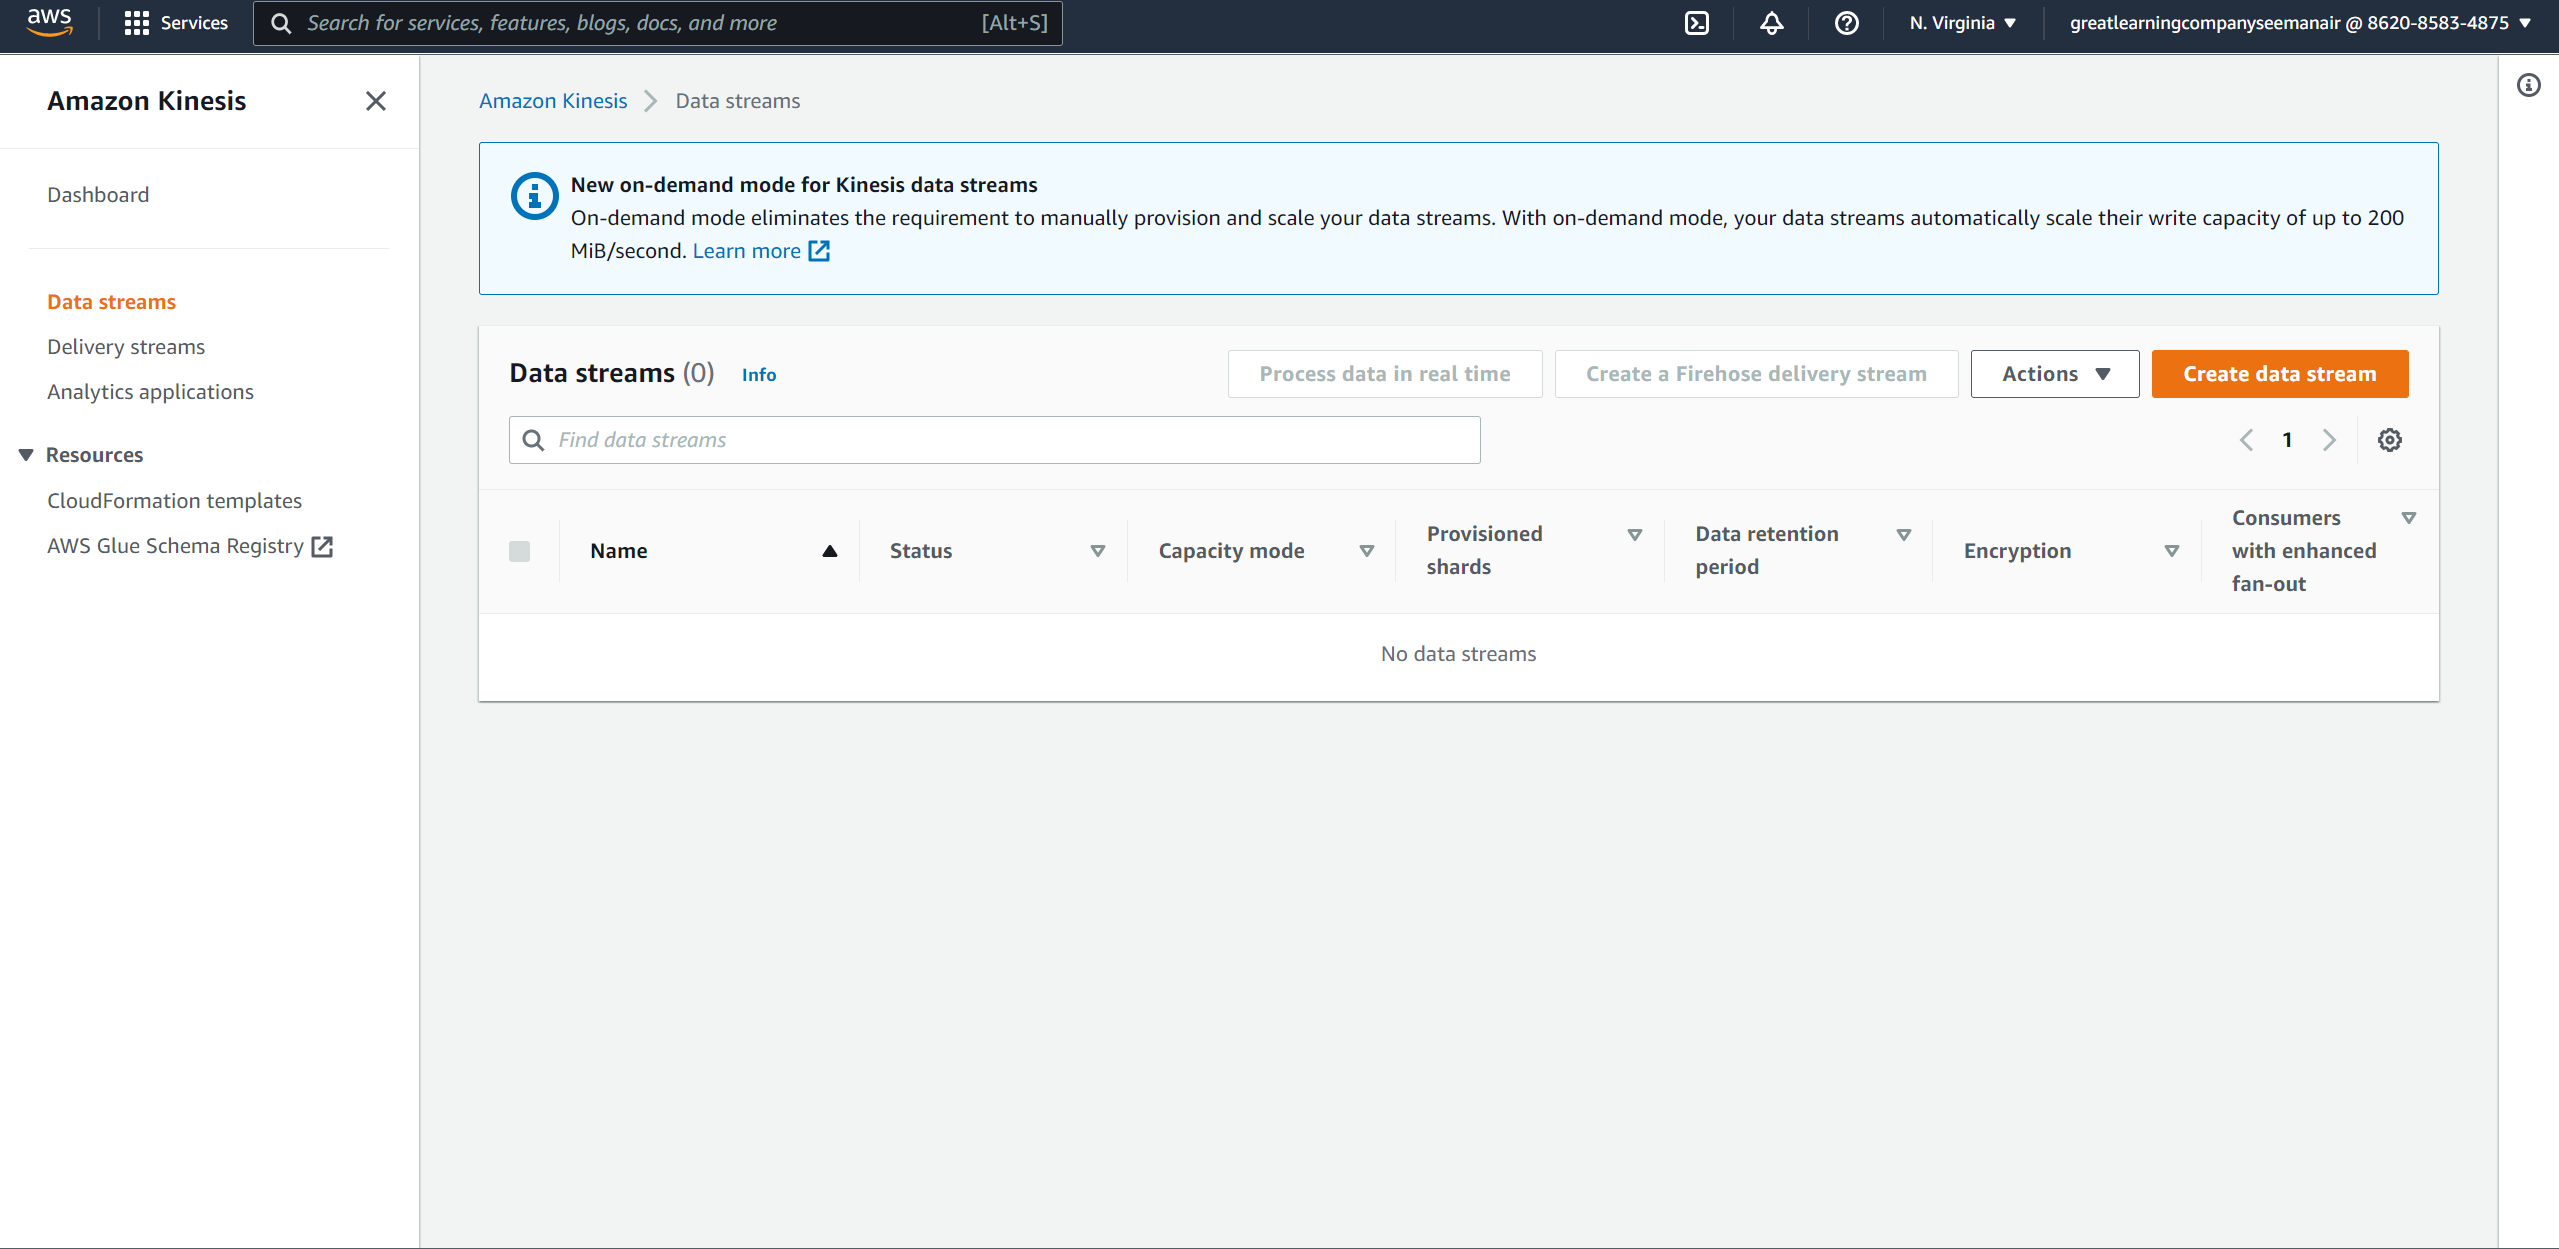 aws
Services
Search for services, features, blogs, docs, and more
[Alt+S]
N. Virginia
greatlearningcompanyseemanair @ 8620-8583-4875
Amazon Kinesis
Dashboard
Data streams
Delivery streams
Analytics applications
Resources
CloudFormation templates
AWS Glue Schema Registry
Amazon Kinesis
Data streams
New on-demand mode for Kinesis data streams
On-demand mode eliminates the requirement to manually provision and scale your data streams. With on-demand mode, your data streams automatically scale their write capacity of up to 200
MiB/second. Learn more
Data streams (0)
Info
Process data in real time
Create a Firehose delivery stream
Actions
Create data stream
Find data streams
1
Name
Status
Capacity mode
Provisioned
shards
Data retention
period
Encryption
Consumers
with enhanced
fan-out
No data streams